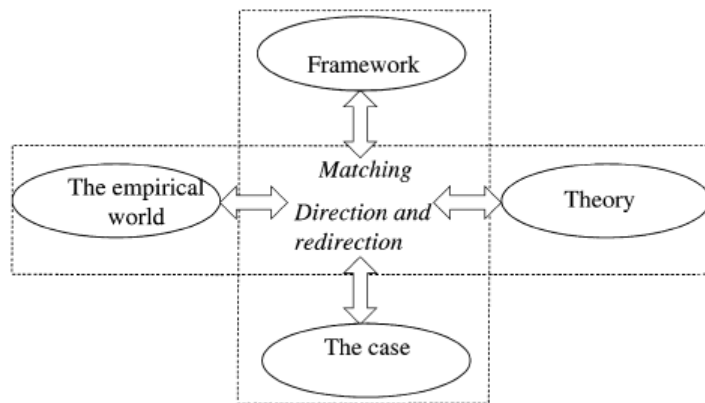 Framework
Matching
The empirical
world
Direction and
redirection
Theory
The case